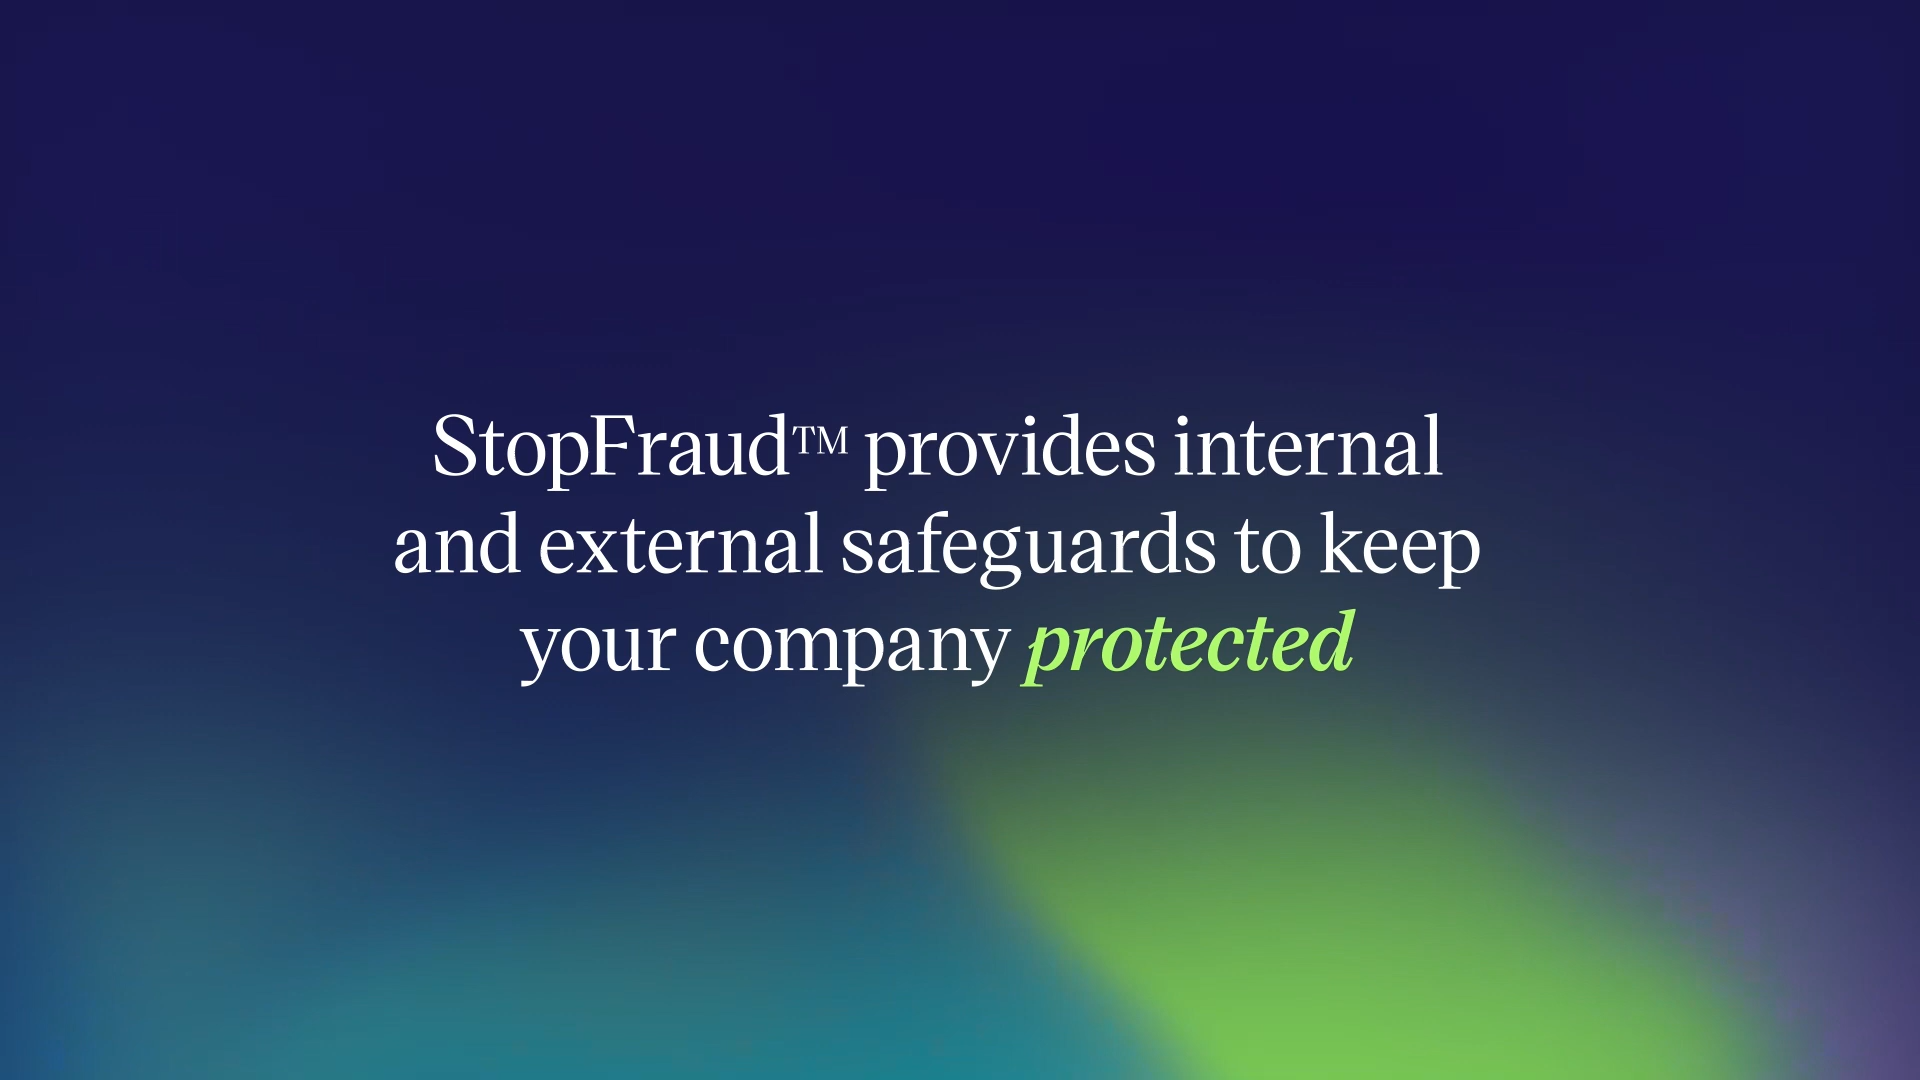 StopFraud™ provides internal
and external safeguards to keep
your company protected